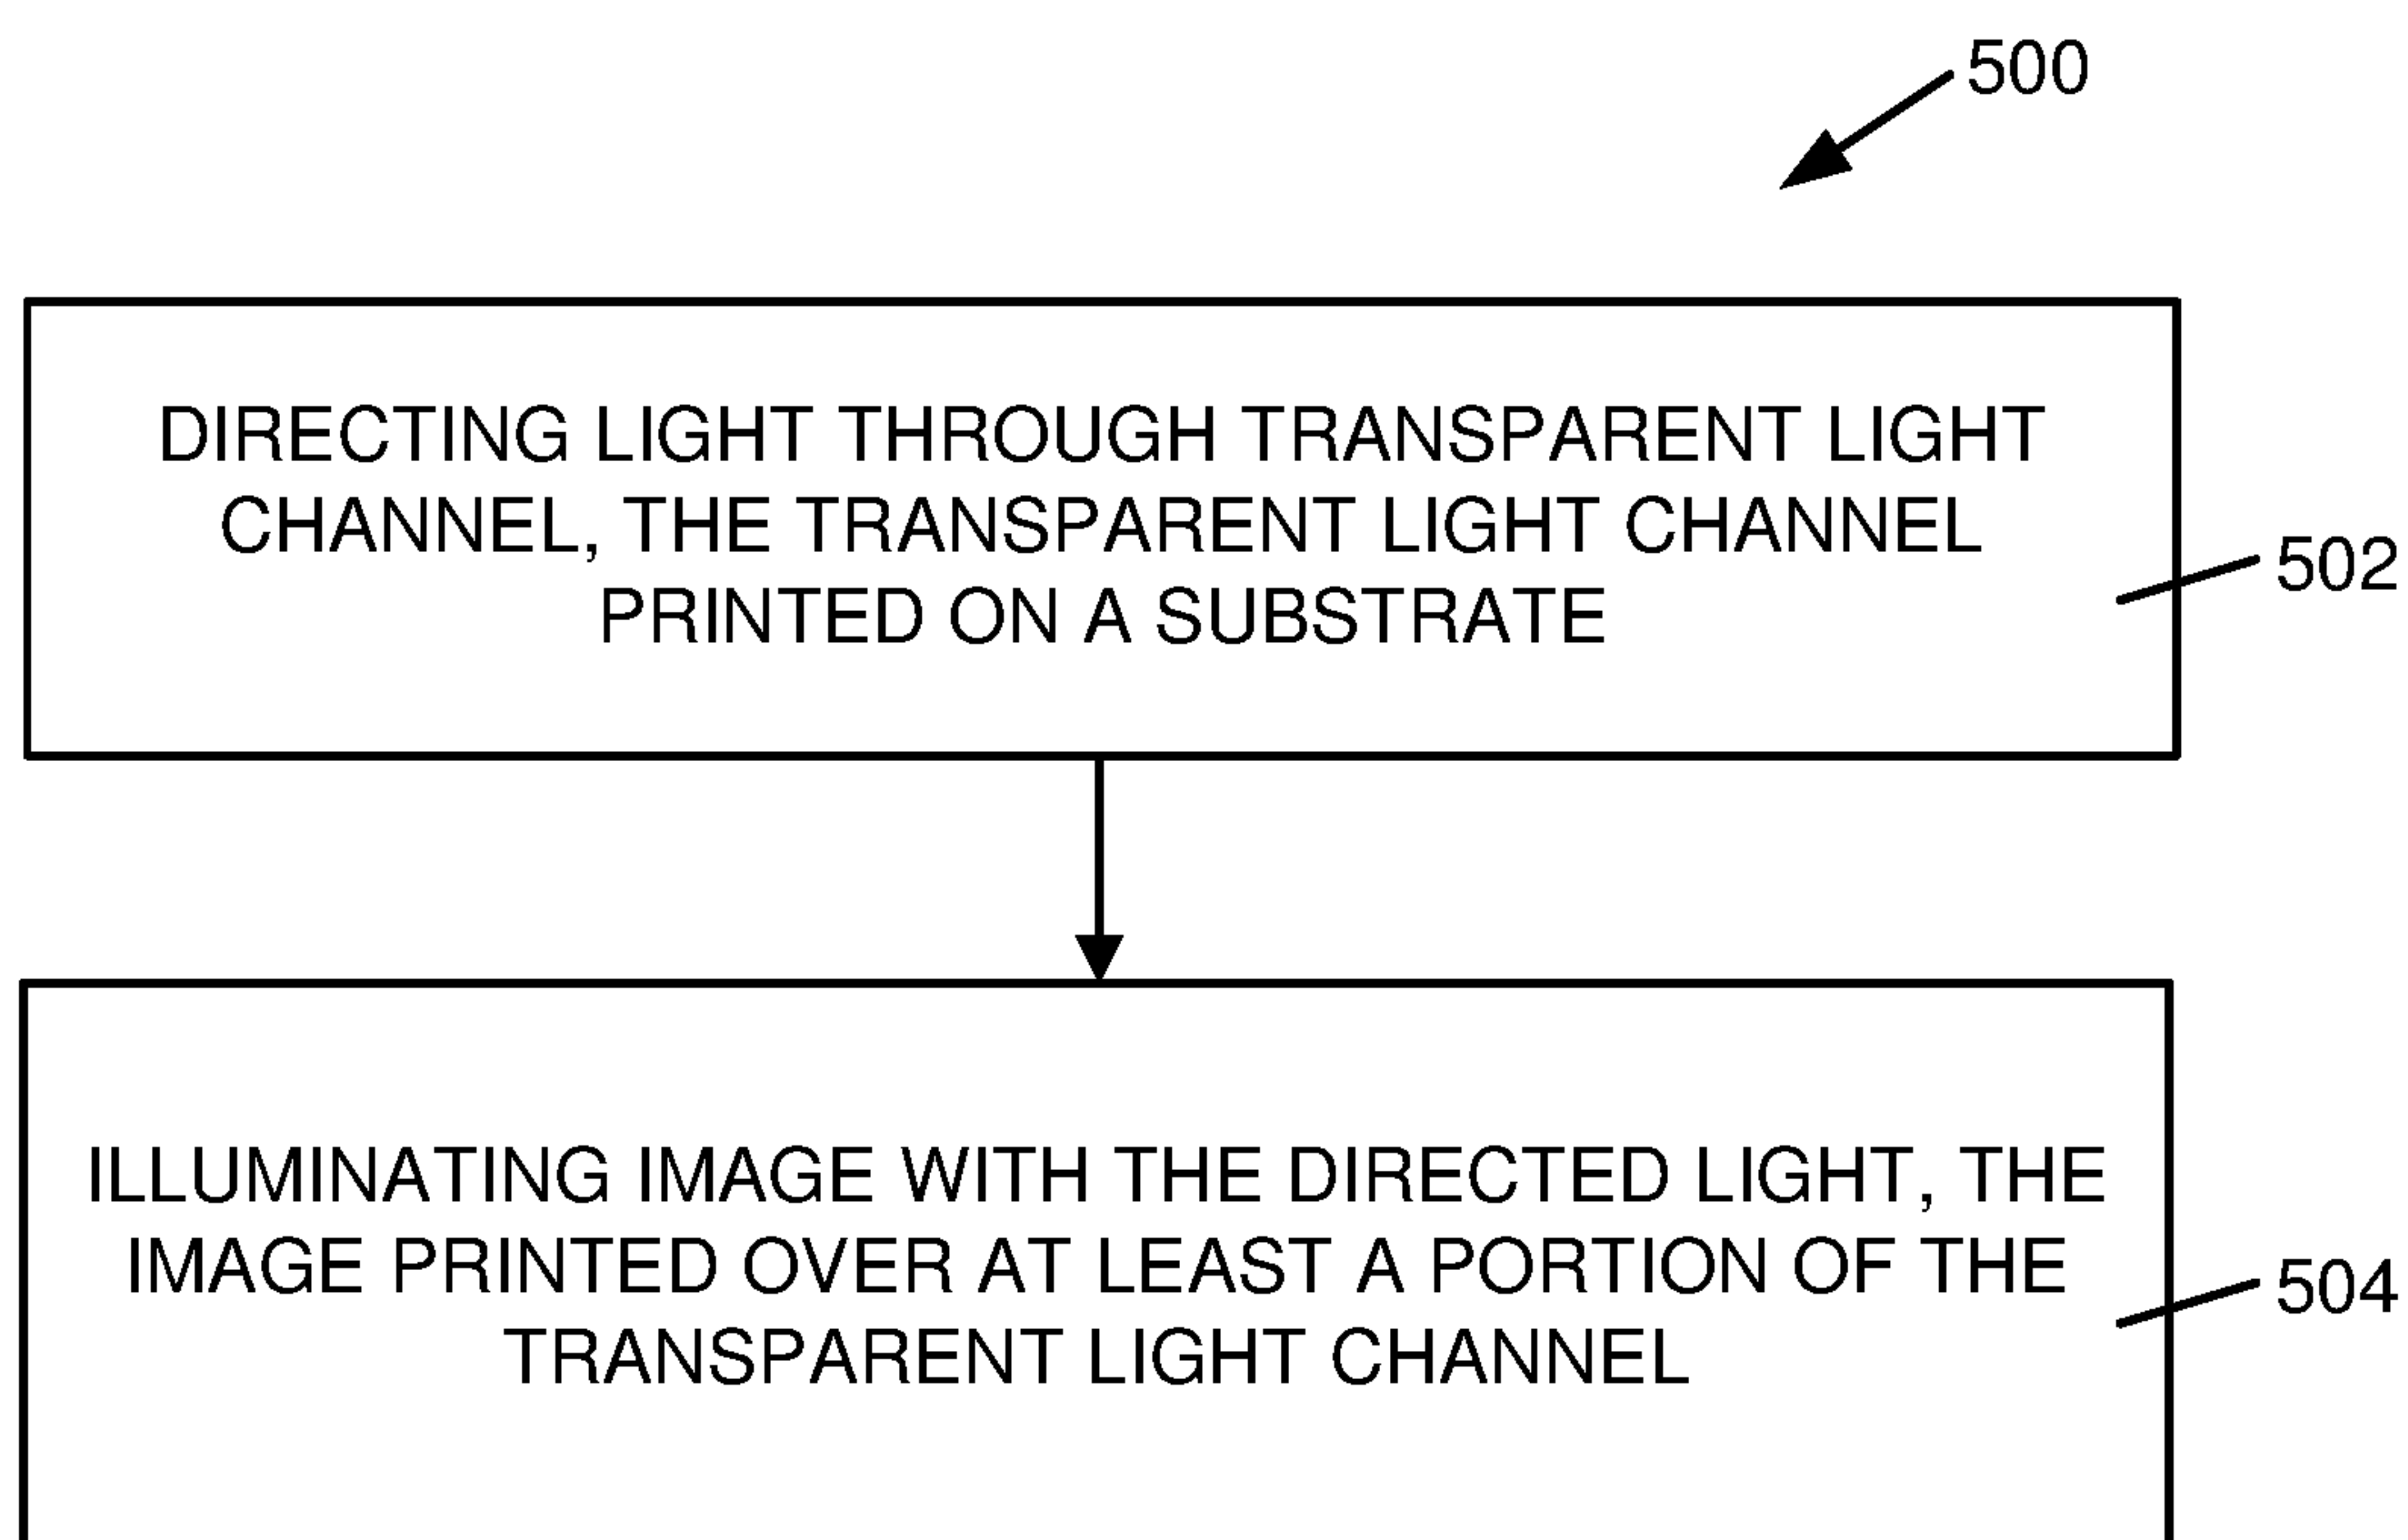 500
DIRECTING LIGHT THROUGH TRANSPARENT LIGHT
CHANNEL, THE TRANSPARENT LIGHT CHANNEL
PRINTED ON A SUBSTRATE
502
ILLUMINATING IMAGE WITH THE DIRECTED LIGHT, THE
IMAGE PRINTED OVER AT LEAST A PORTION OF THE
TRANSPARENT LIGHT CHANNEL
504